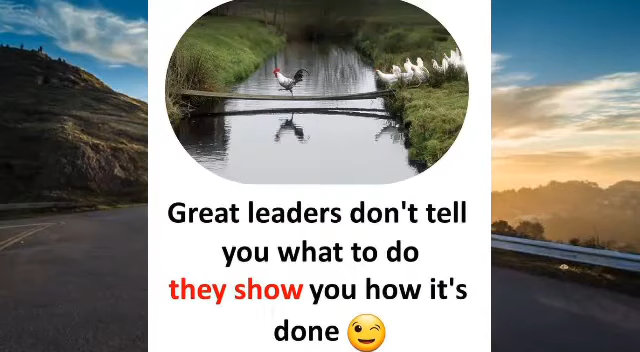 Great leaders don't tell
you what to do
they show you how it's
done 😉